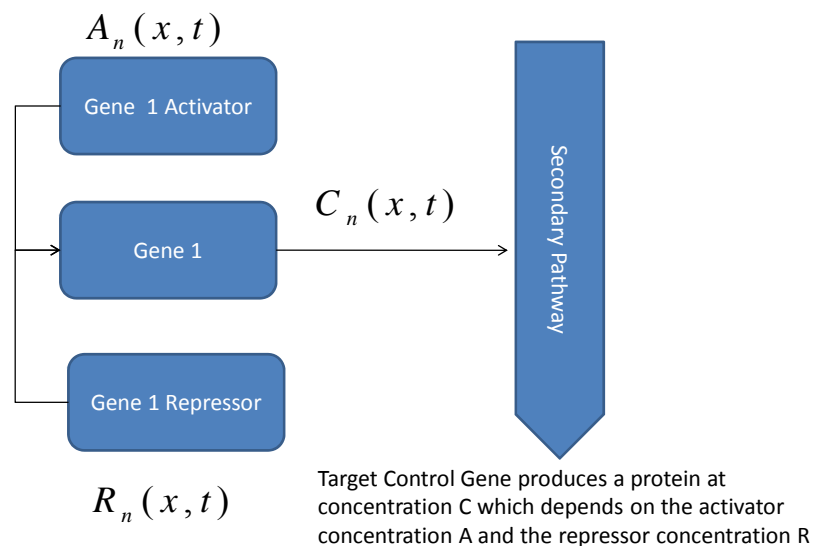 A_n(x,t)
Gene 1 Activator
Gene 1
C_n(x,t)
Secondary Pathway
Gene 1 Repressor
R_n(x,t)
Target Control Gene produces a protein at
concentration C which depends on the activator
concentration A and the repressor concentration R